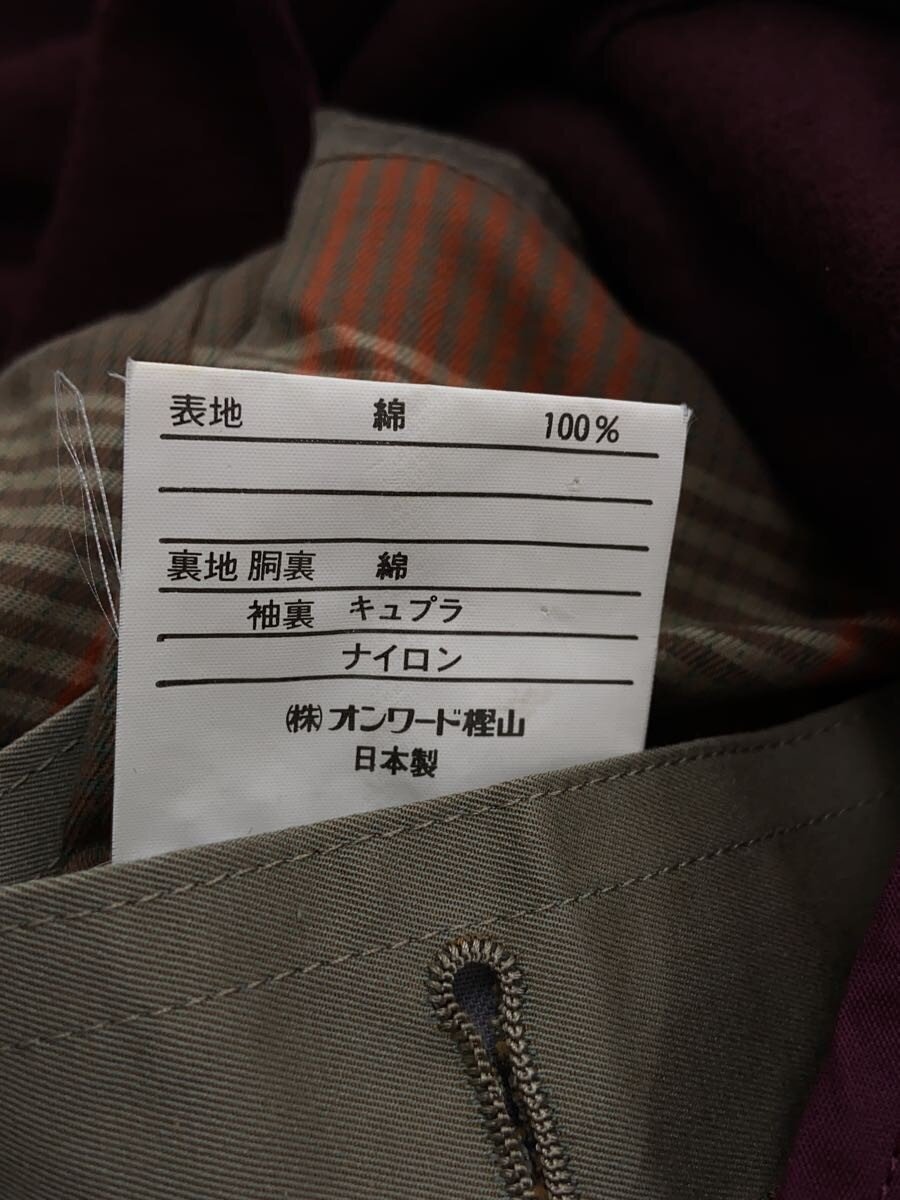 表地 綿 100%
裏地 胴裏 綿
袖裏 キュプラ
ナイロン
㈱オンワード樫山
日本製